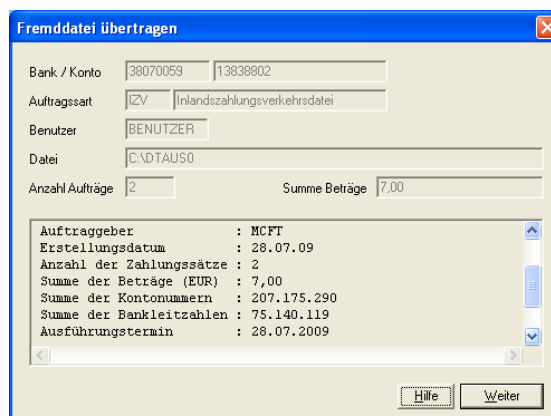 Fremddatei übertragen
Bank / Konto 38070059 13838802
Auftragssart IZV Inlandszahlungsverkehrsdatei
Benutzer BENUTZER
Datei C:\DTAUS0
Anzahl Aufträge 2 Summe Beträge 7,00
Auftraggeber : MCFT
Erstellungsdatum : 28.07.09
Anzahl der Zahlungssätze : 2
Summe der Beträge (EUR) : 7,00
Summe der Kontonummern : 207.175.290
Summe der Bankleitzahlen : 75.140.119
Ausführungstermin : 28.07.2009
Hilfe Weiter